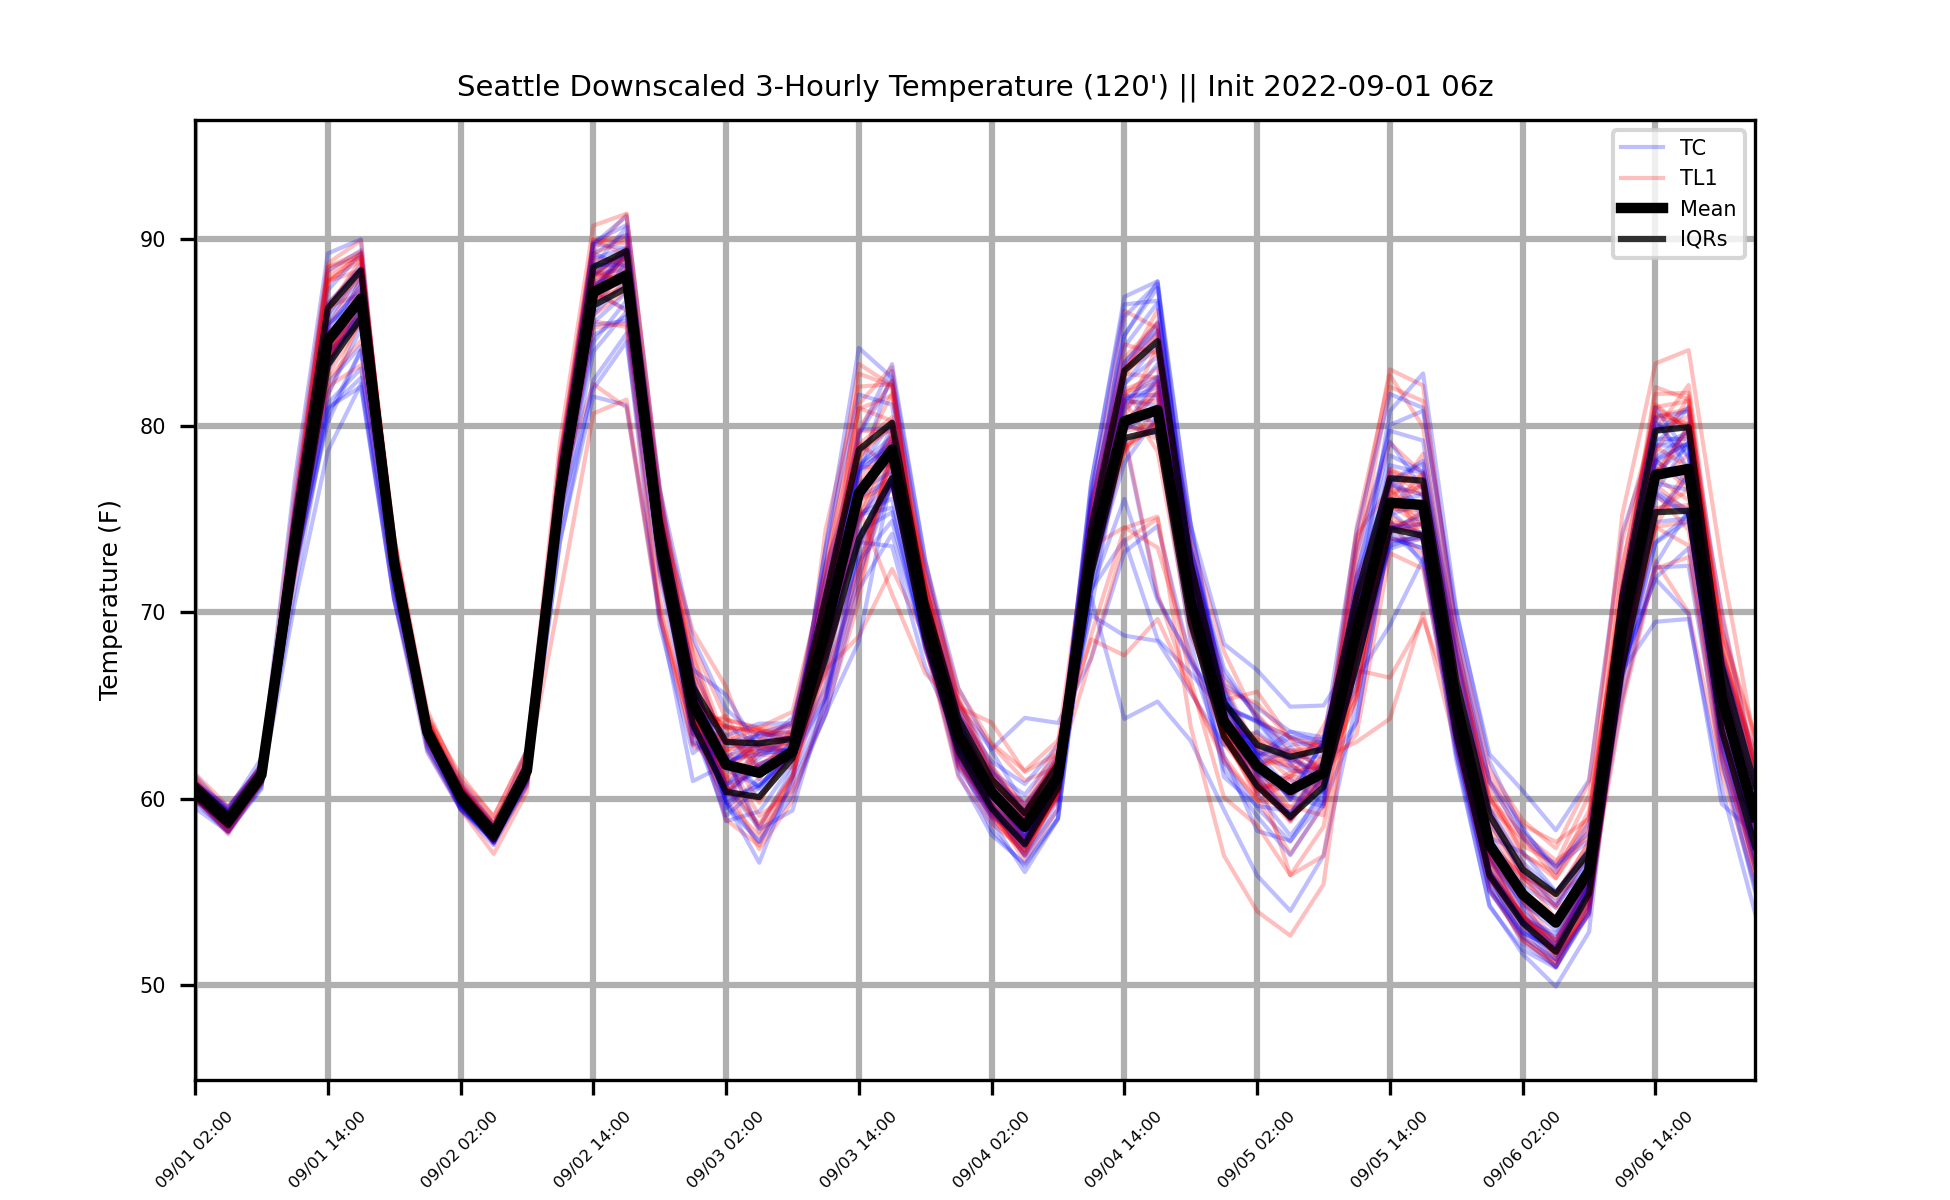 Seattle Downscaled 3-Hourly Temperature (120') || Init 2022-09-01 06z
TC
TL1
Mean
IQRs
Temperature (F)
90
80
70
60
50
09/01 02:00
09/01 14:00
09/02 02:00
09/02 14:00
09/03 02:00
09/03 14:00
09/04 02:00
09/04 14:00
09/05 02:00
09/05 14:00
09/06 02:00
09/06 14:00